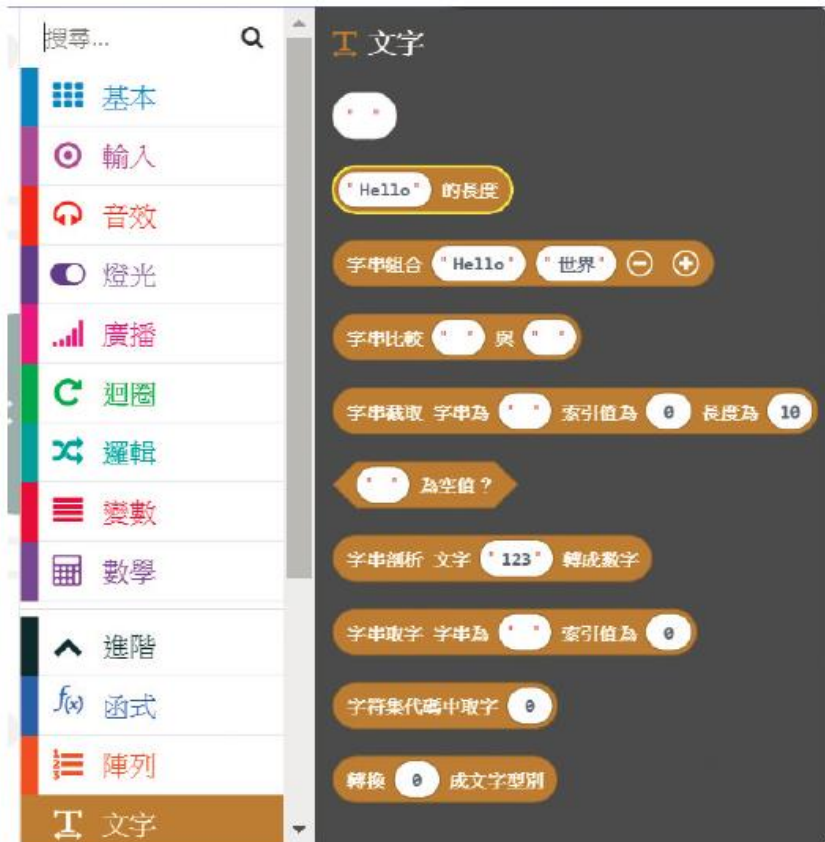 搜尋...
基本
輸入
音效
燈光
廣播
迴圈
邏輯
變數
數學
進階
f(x) 函式
陣列
文字
文字
" "
"Hello" 的長度
字串組合 "Hello" "世界"
字串比較 " " 與 " "
字串截取 字串為 " " 索引值為 0 長度為 10
" " 為空值?
字串剖析 文字 "123" 轉成數字
字串取字 字串為 " " 索引值為 0
字符集代碼中取字 0
轉換 0 成文字型別